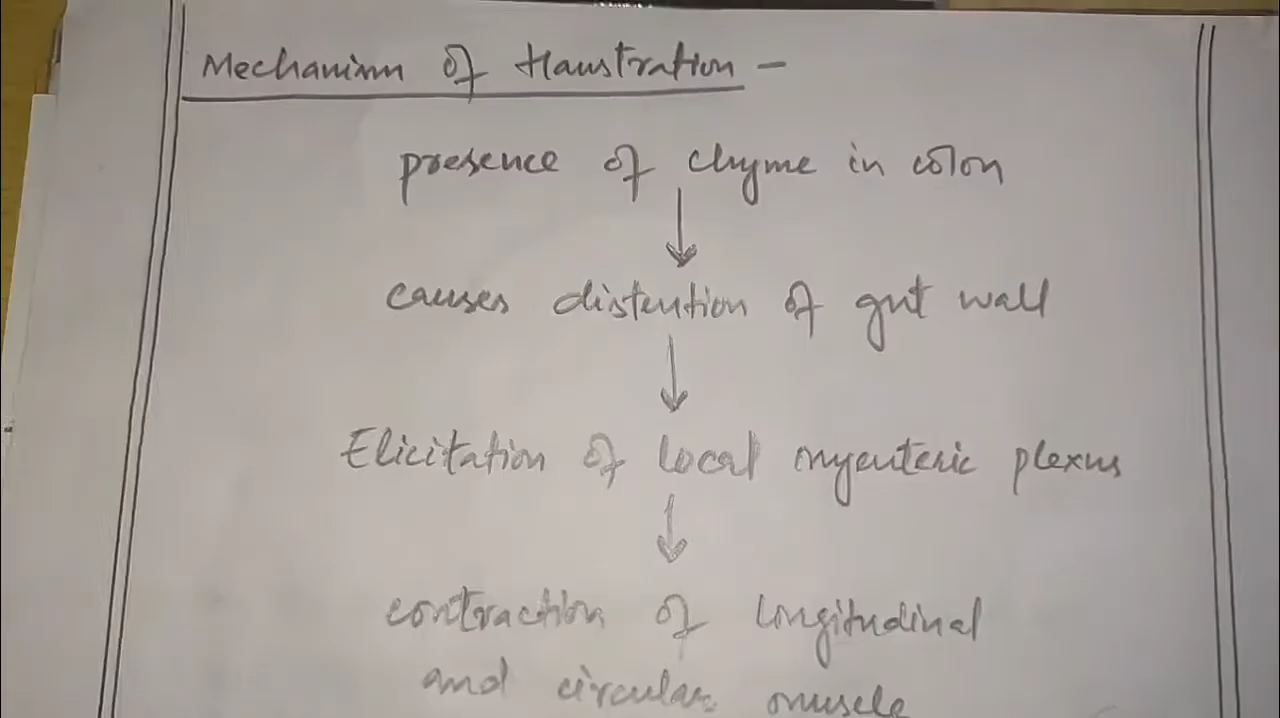 Mechanism of Haustration -
presence of chyme in colon
causes distention of gut wall
Elicitation of local myenteric plexus
contraction of longitudinal
and circular muscle